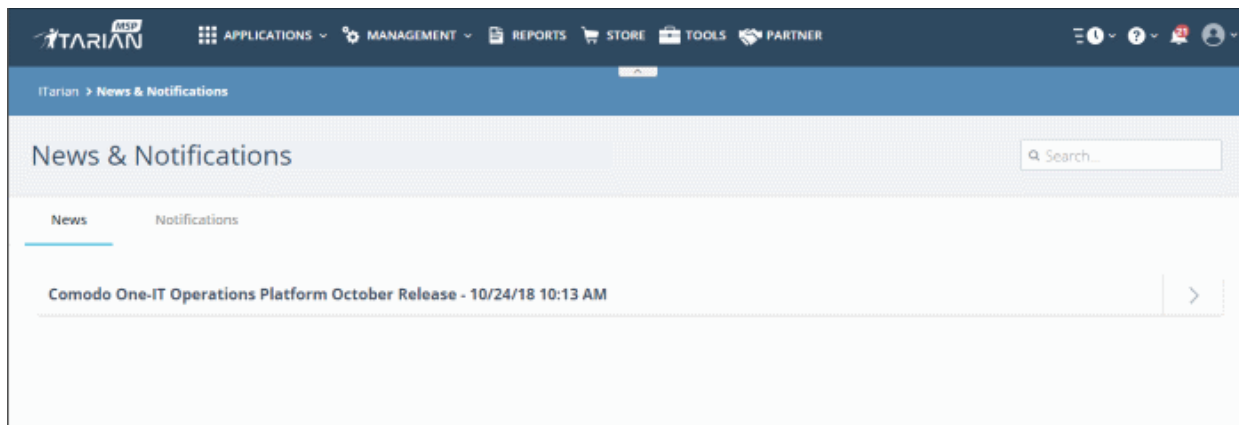 ITARIAN MSP APPLICATIONS MANAGEMENT REPORTS STORE TOOLS PARTNER 21
ITarian > News & Notifications
News & Notifications
Search...
News Notifications
Comodo One-IT Operations Platform October Release - 10/24/18 10:13 AM